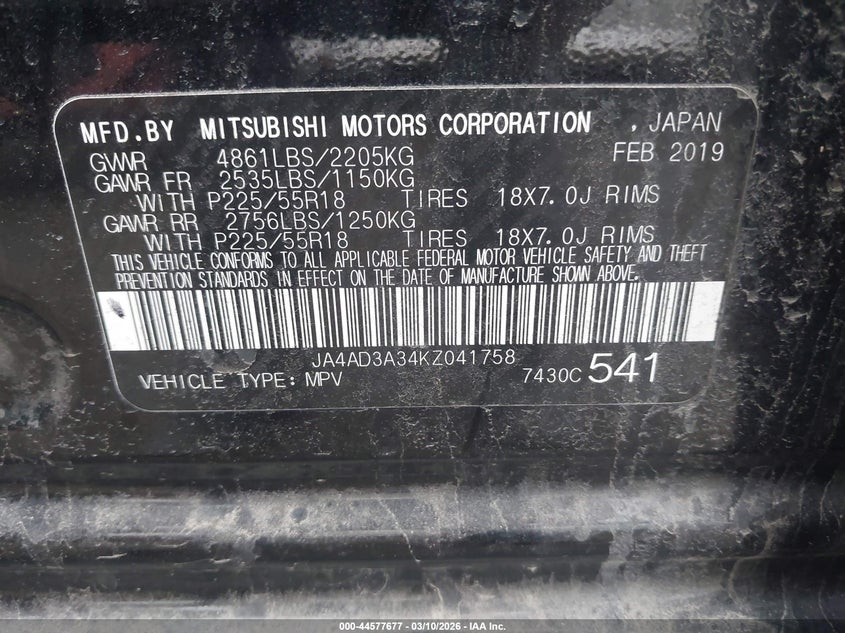 MFD.BY MITSUBISHI MOTORS CORPORATION , JAPAN
GVWR 4861LBS/2205KG FEB 2019
GAWR FR 2535LBS/1150KG
WITH P225/55R18 TIRES 18X7.0J RIMS
GAWR RR 2756LBS/1250KG
WITH P225/55R18 TIRES 18X7.0J RIMS
THIS VEHICLE CONFORMS TO ALL APPLICABLE FEDERAL MOTOR VEHICLE SAFETY AND THEFT
PREVENTION STANDARDS IN EFFECT ON THE DATE OF MANUFACTURE SHOWN ABOVE.
JA4AD3A34KZ041758
VEHICLE TYPE: MPV 7430C 541
000-44577677 - 03/10/2026 - IAA Inc.